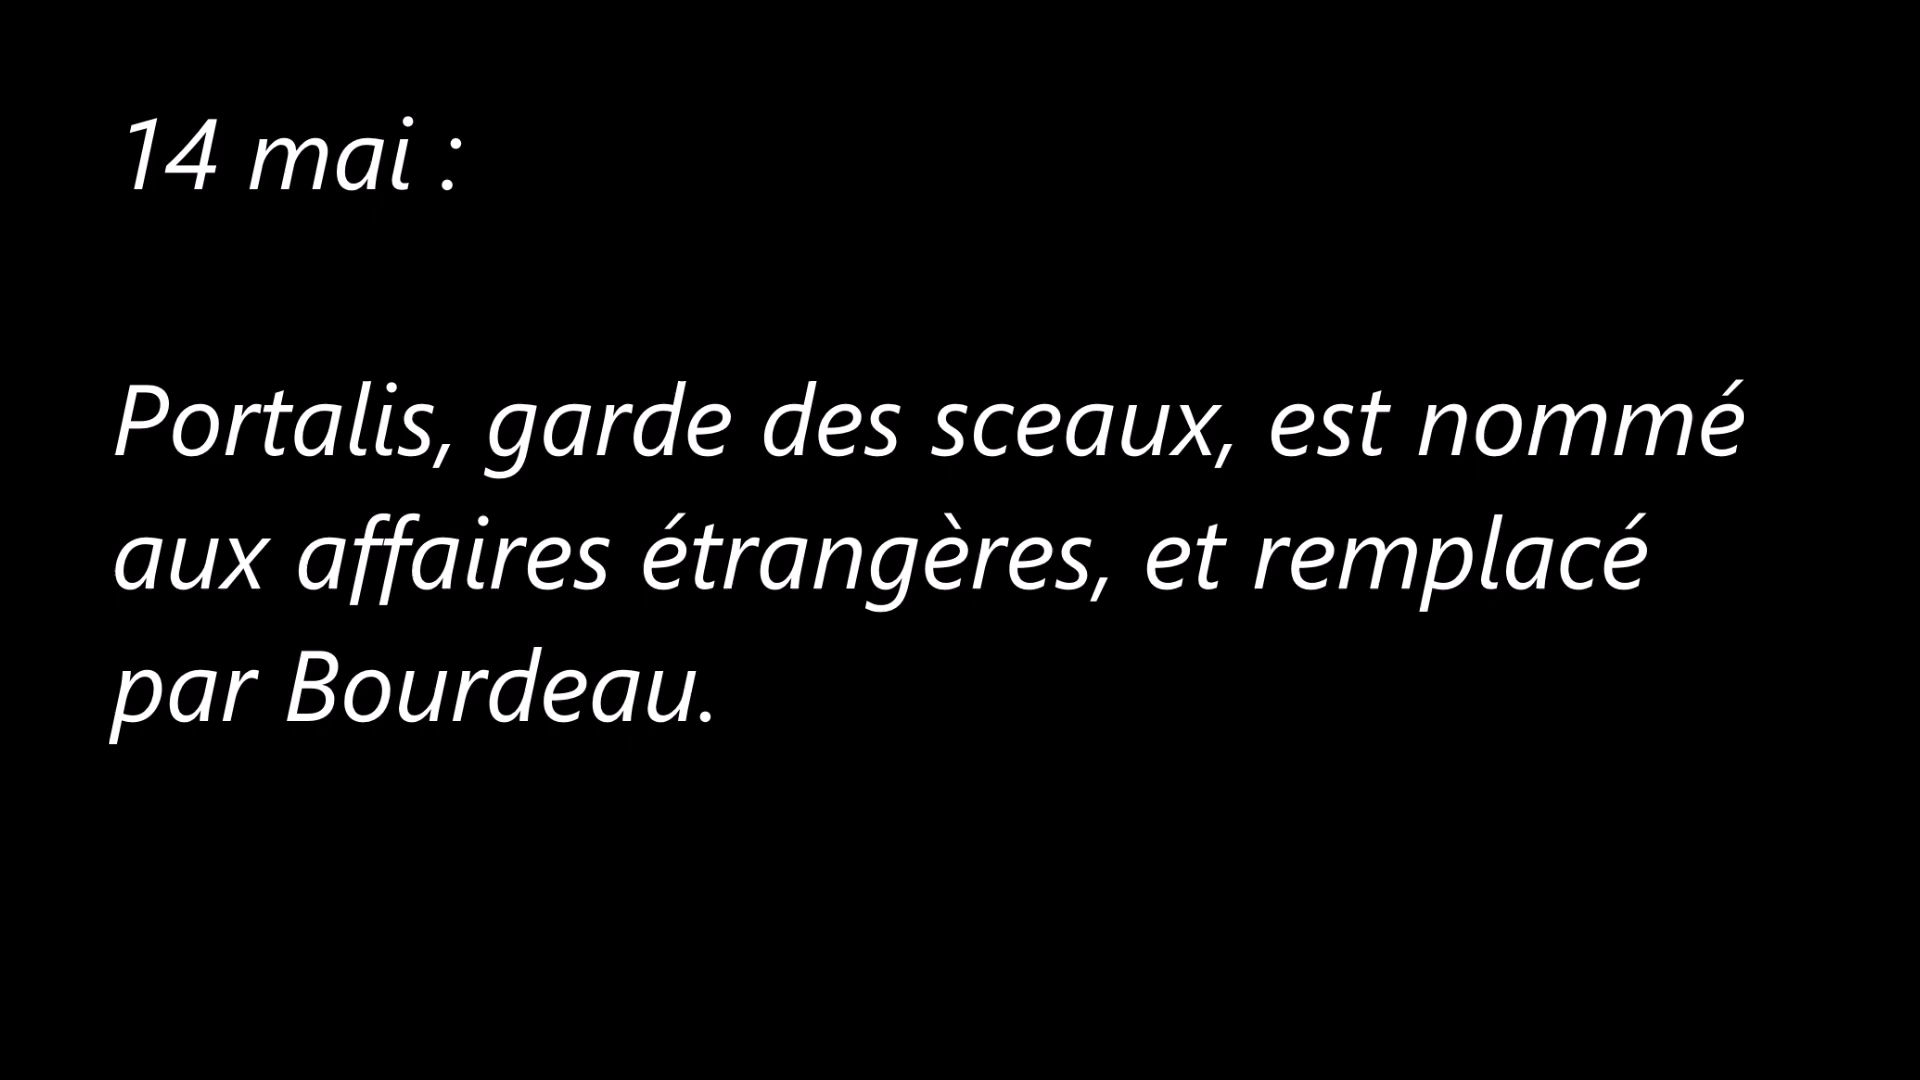 14 mai :
Portalis, garde des sceaux, est nommé
aux affaires étrangères, et remplacé
par Bourdeau.